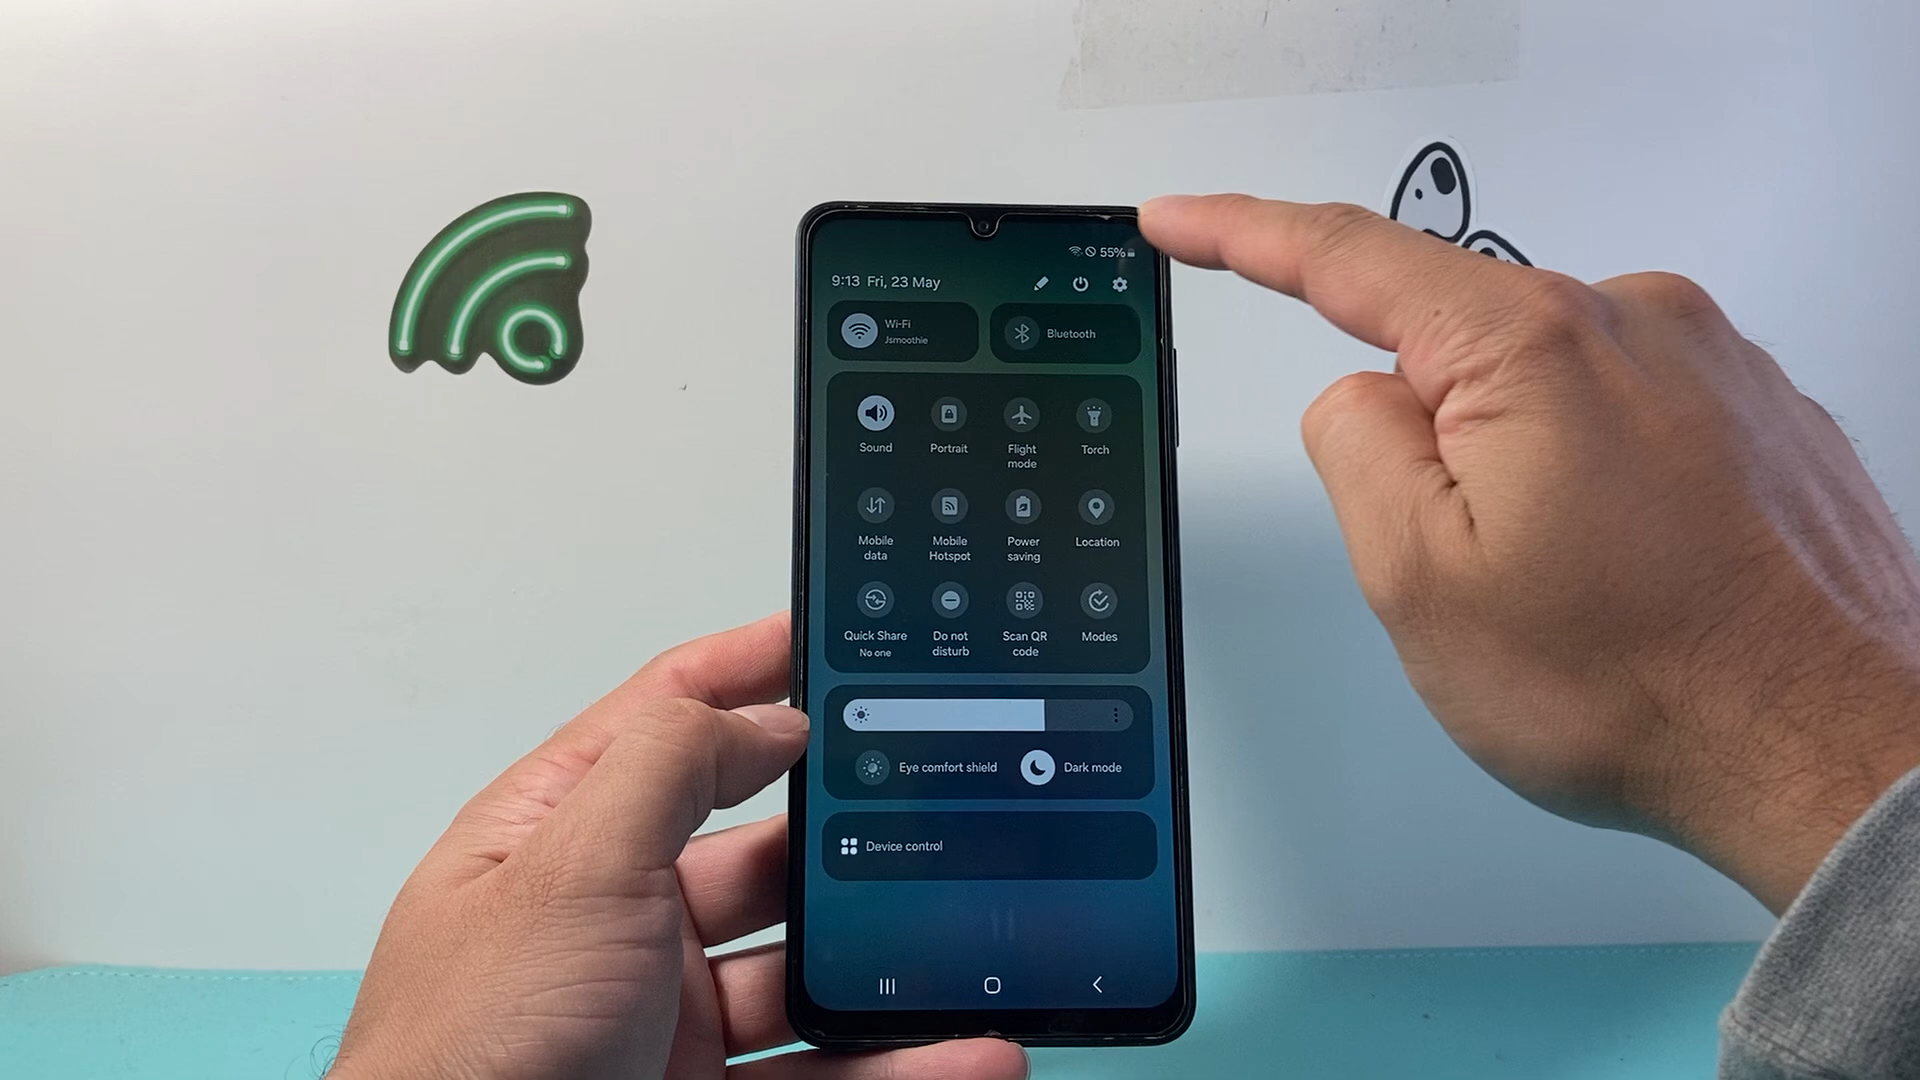 55%
9:13 Fri, 23 May
Wi-Fi
Jsmoothie
Bluetooth
Sound
Portrait
Flight
mode
Torch
Mobile
data
Mobile
Hotspot
Power
saving
Location
Quick Share
No one
Do not
disturb
Scan QR
code
Modes
Eye comfort shield
Dark mode
Device control